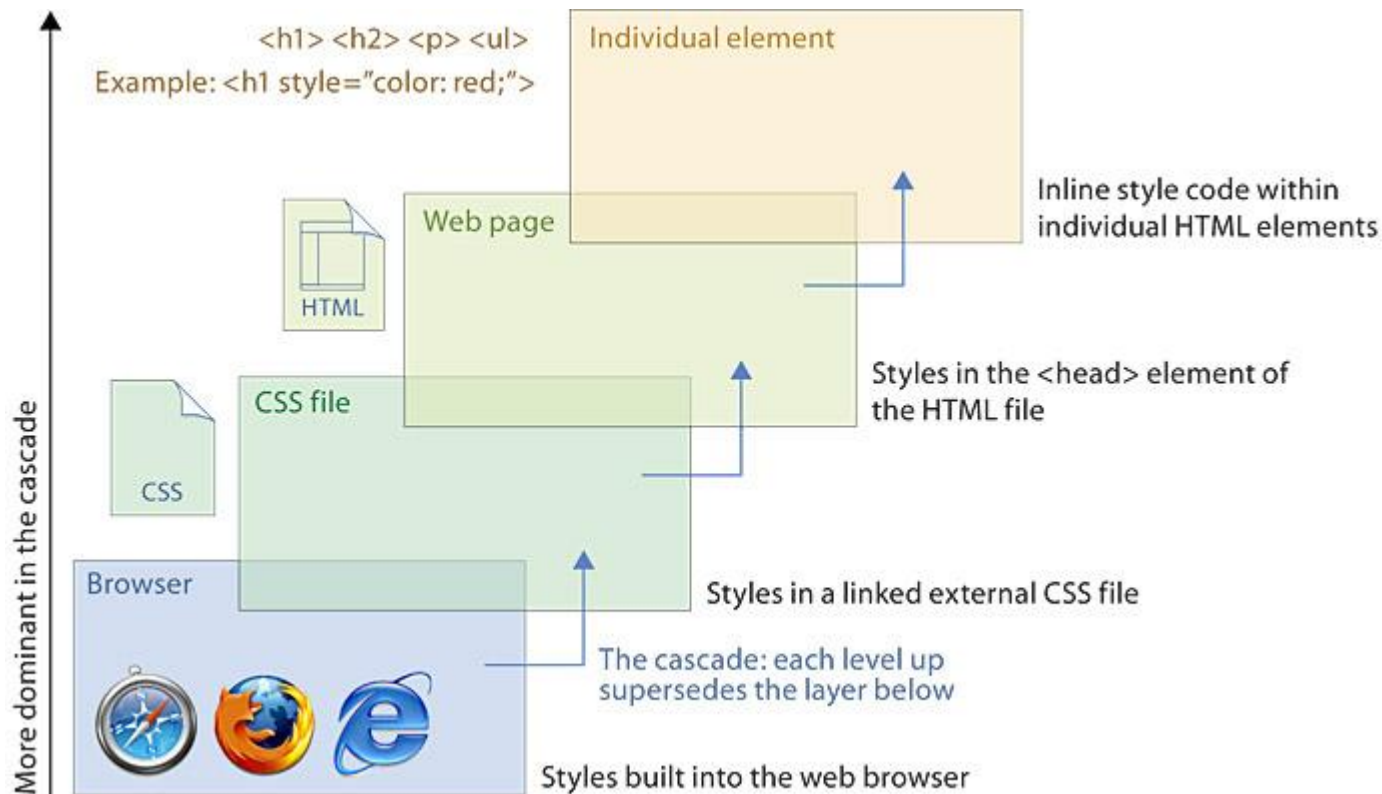 <h1> <h2> <p> <ul>
Example: <h1 style="color: red;">
Individual element
Inline style code within
individual HTML elements
Web page
HTML
Styles in the <head> element of
the HTML file
CSS file
CSS
Styles in a linked external CSS file
Browser
The cascade: each level up
supersedes the layer below
Styles built into the web browser
More dominant in the cascade